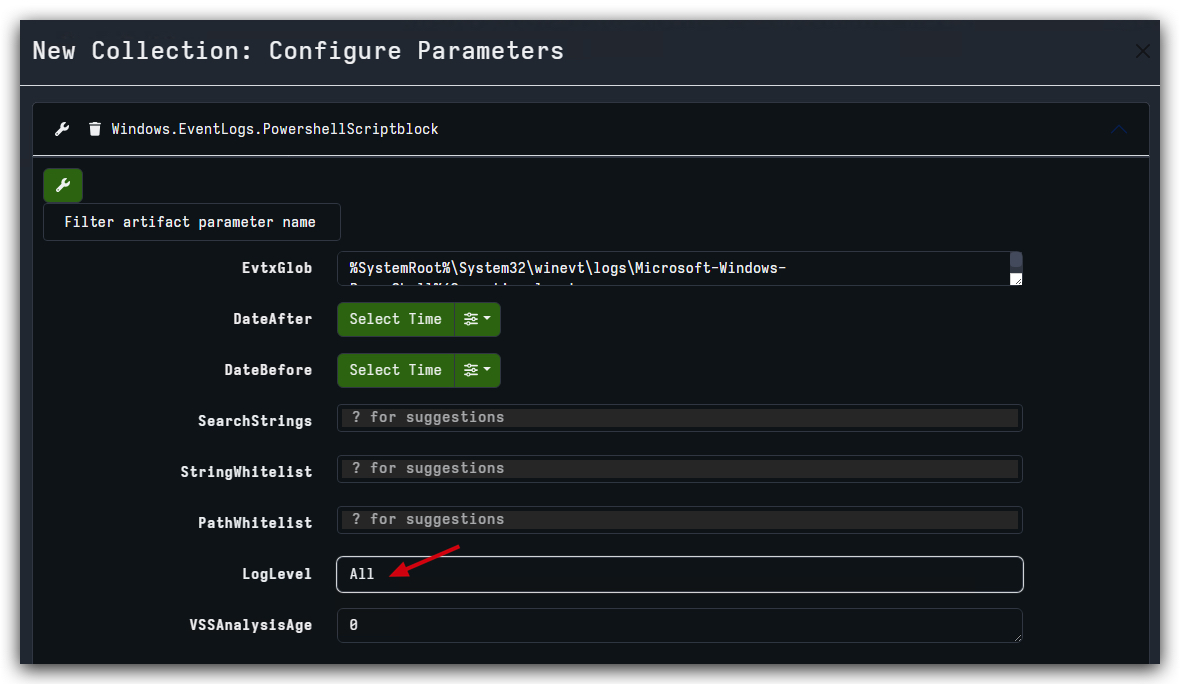 New Collection: Configure Parameters
Windows.EventLogs.PowershellScriptblock
Filter artifact parameter name
EvtxGlob %SystemRoot%\System32\winevt\logs\Microsoft-Windows-
DateAfter Select Time
DateBefore Select Time
SearchStrings ? for suggestions
StringWhitelist ? for suggestions
PathWhitelist ? for suggestions
LogLevel All
VSSAnalysisAge 0